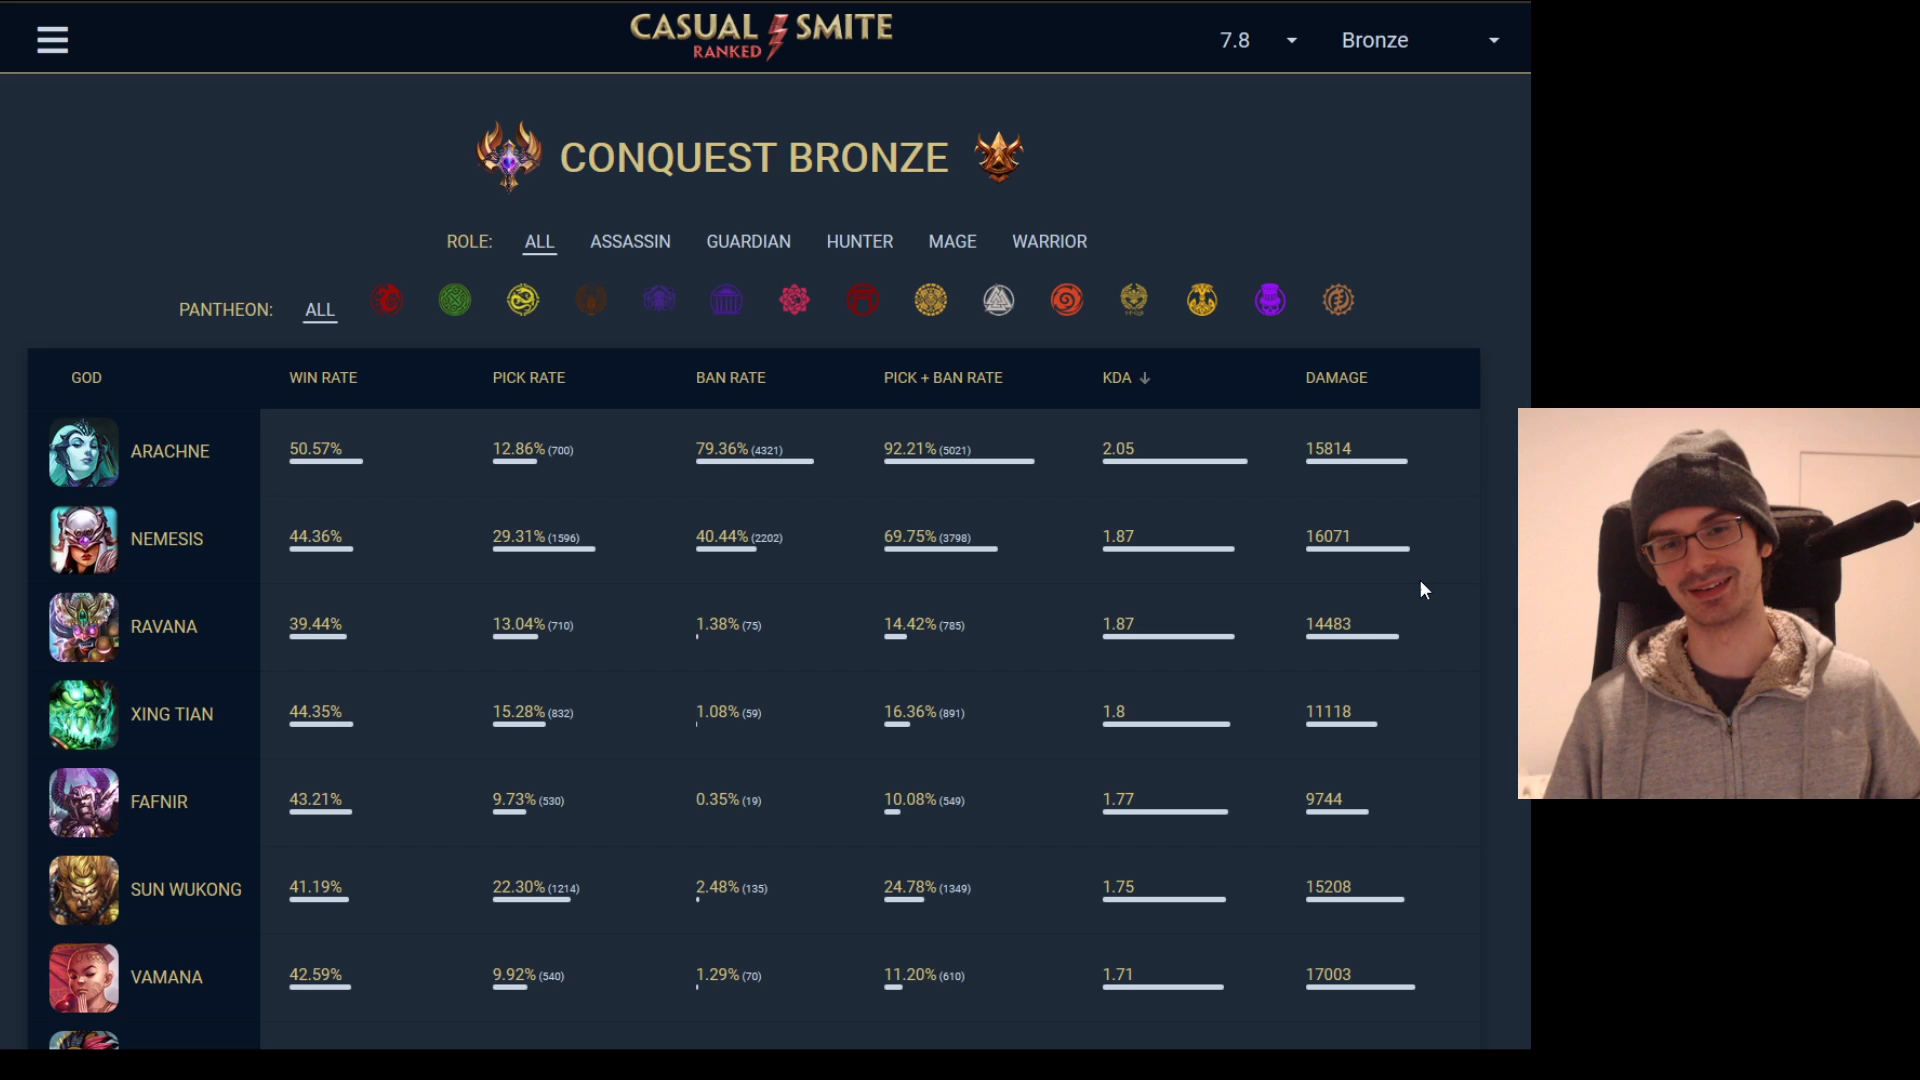 CASUAL SMITE
RANKED
7.8
Bronze
CONQUEST BRONZE
ROLE: ALL ASSASSIN GUARDIAN HUNTER MAGE WARRIOR
PANTHEON: ALL
GOD WIN RATE PICK RATE BAN RATE PICK + BAN RATE KDA DAMAGE
ARACHNE 50.57% 12.86% (700) 79.36% (4321) 92.21% (5021) 2.05 15814
NEMESIS 44.36% 29.31% (1596) 40.44% (2202) 69.75% (3798) 1.87 16071
RAVANA 39.44% 13.04% (710) 1.38% (75) 14.42% (785) 1.87 14483
XING TIAN 44.35% 15.28% (832) 1.08% (59) 16.36% (891) 1.8 11118
FAFNIR 43.21% 9.73% (530) 0.35% (19) 10.08% (549) 1.77 9744
SUN WUKONG 41.19% 22.30% (1214) 2.48% (135) 24.78% (1349) 1.75 15208
VAMANA 42.59% 9.92% (540) 1.29% (70) 11.20% (610) 1.71 17003